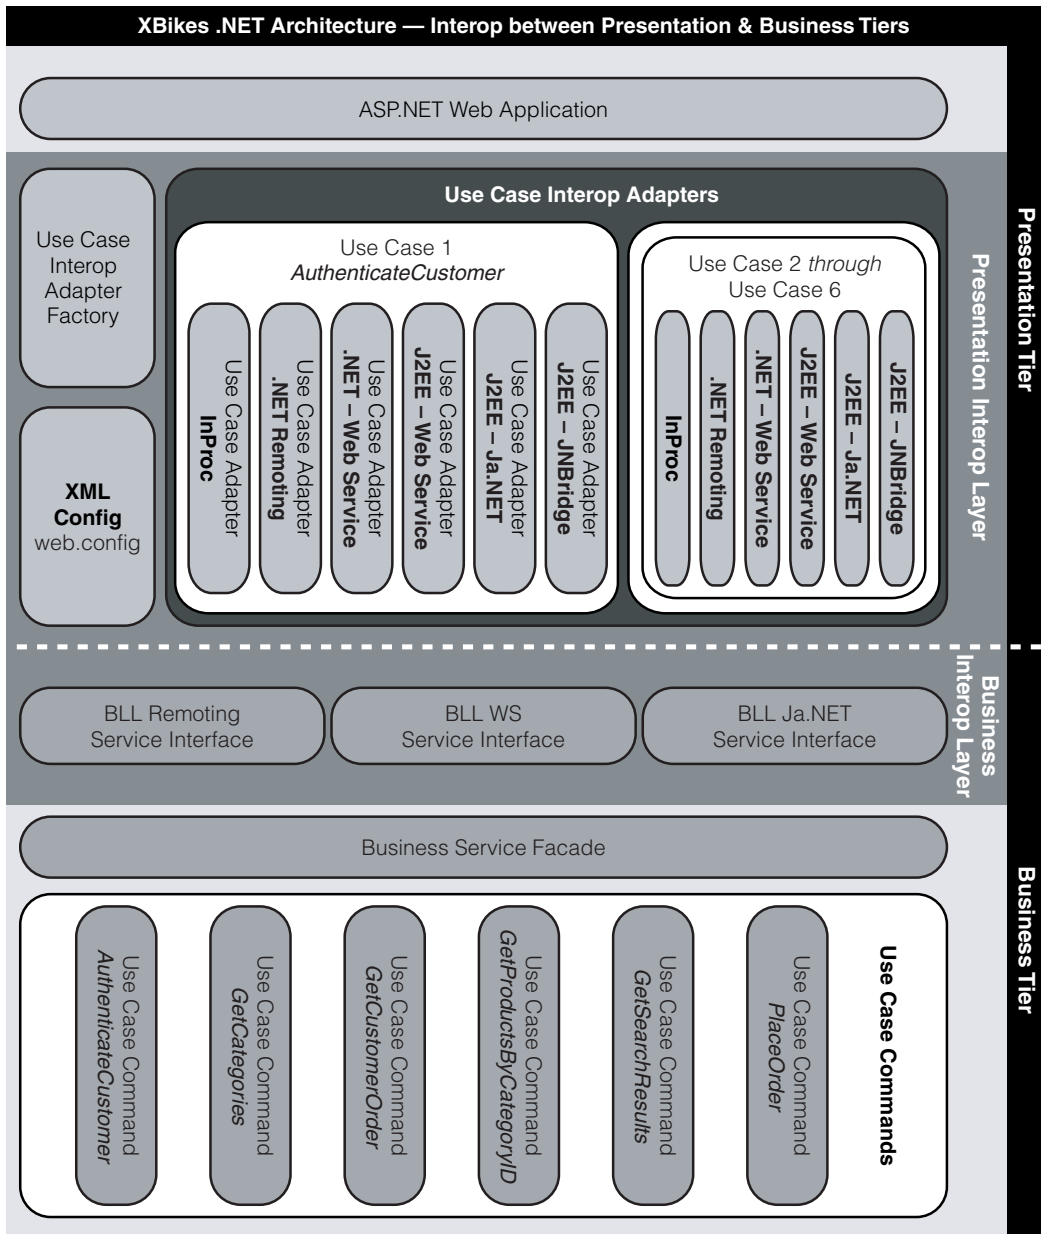 XBikes .NET Architecture — Interop between Presentation & Business Tiers
ASP.NET Web Application
Presentation Tier
Presentation Interop Layer
Use Case
Interop
Adapter
Factory
XML
Config
web.config
Use Case Interop Adapters
Use Case 1
AuthenticateCustomer
Use Case Adapter
InProc
Use Case Adapter
.NET Remoting
Use Case Adapter
.NET – Web Service
Use Case Adapter
J2EE – Web Service
Use Case Adapter
J2EE – Ja.NET
Use Case Adapter
J2EE – JNBridge
Use Case 2 through
Use Case 6
InProc
.NET Remoting
.NET – Web Service
J2EE – Web Service
J2EE – Ja.NET
J2EE – JNBridge
Business
Interop Layer
BLL Remoting
Service Interface
BLL WS
Service Interface
BLL Ja.NET
Service Interface
Business Tier
Business Service Facade
Use Case Command
AuthenticateCustomer
Use Case Command
GetCategories
Use Case Command
GetCustomerOrder
Use Case Command
GetProductsByCategoryID
Use Case Command
GetSearchResults
Use Case Command
PlaceOrder
Use Case Commands